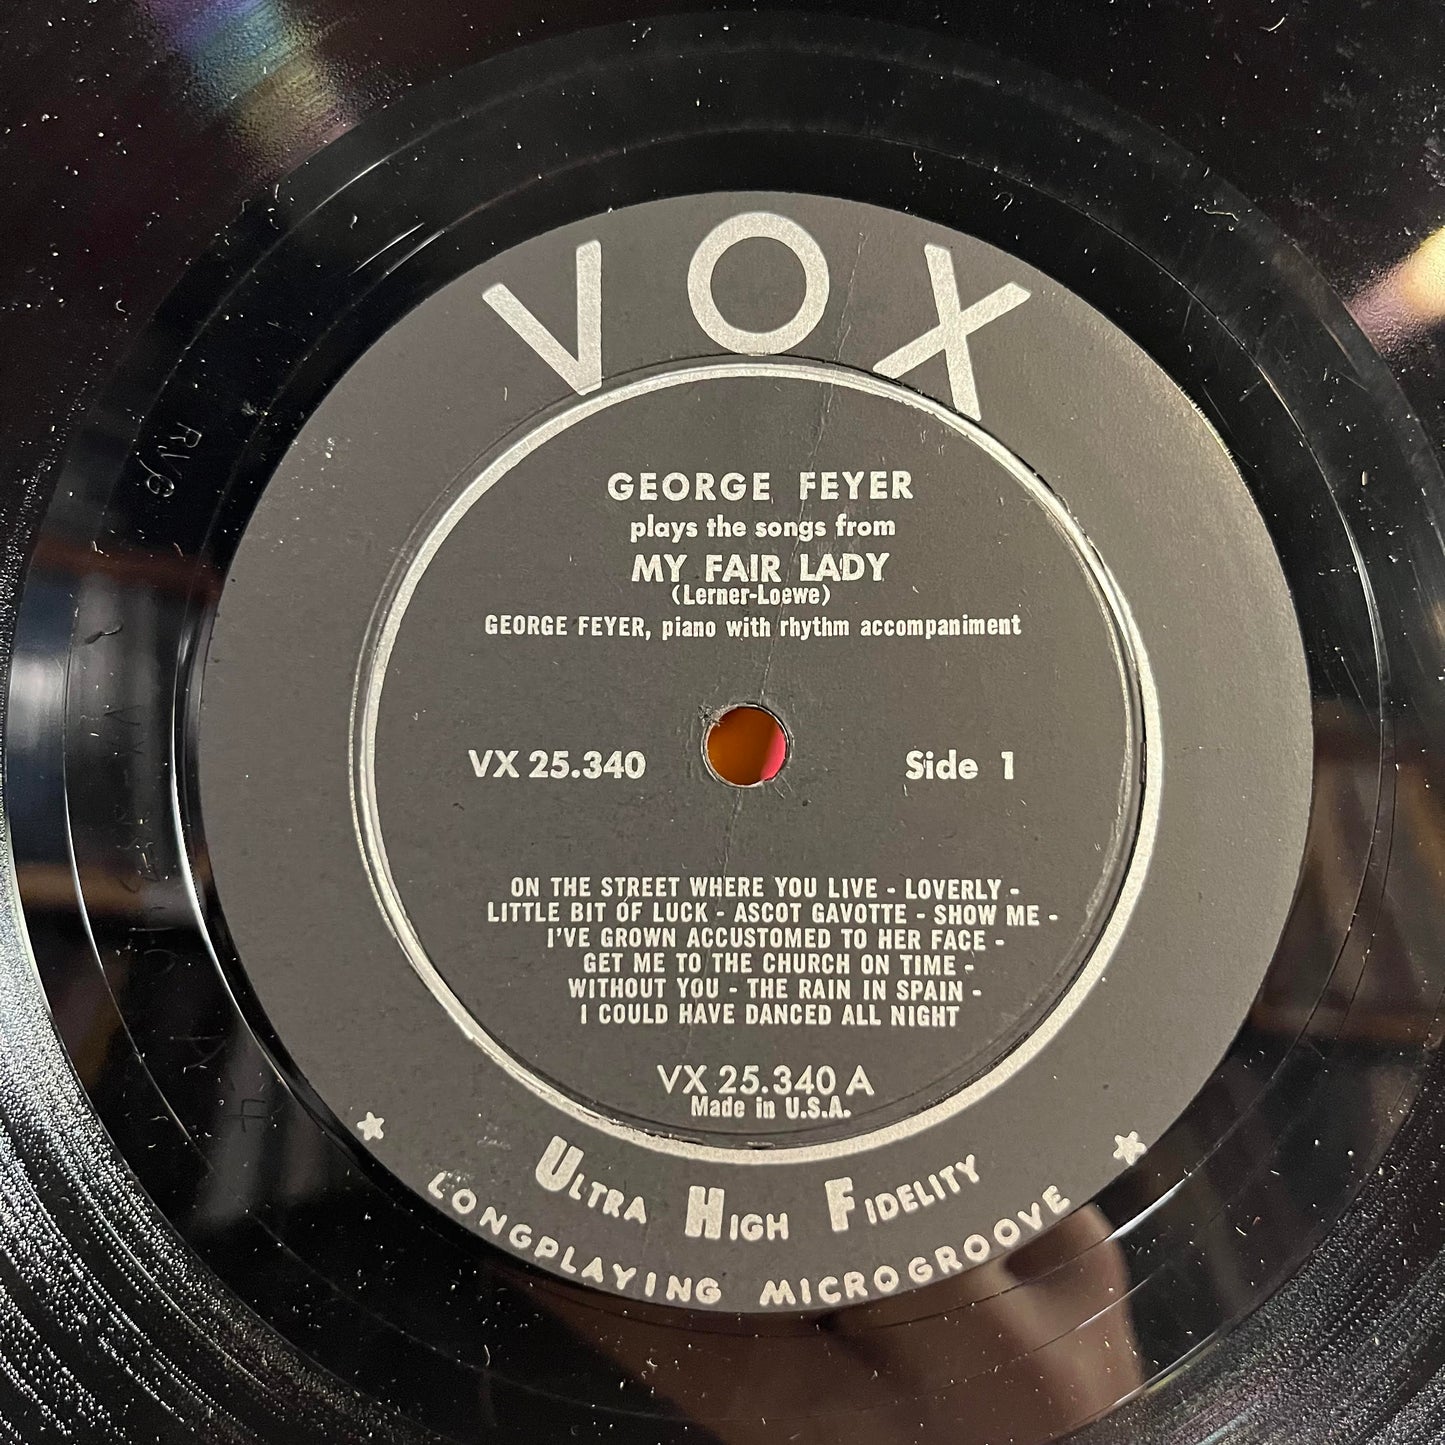 VOX
GEORGE FEYER
plays the songs from
MY FAIR LADY
(Lerner-Loewe)
GEORGE FEYER, piano with rhythm accompaniment
VX 25.340 Side 1
ON THE STREET WHERE YOU LIVE - LOVERLY -
LITTLE BIT OF LUCK - ASCOT GAVOTTE - SHOW ME -
I'VE GROWN ACCUSTOMED TO HER FACE -
GET ME TO THE CHURCH ON TIME -
WITHOUT YOU - THE RAIN IN SPAIN -
I COULD HAVE DANCED ALL NIGHT
VX 25.340 A
Made in U.S.A.
ULTRA HIGH FIDELITY
LONGPLAYING MICROGROOVE
RVG